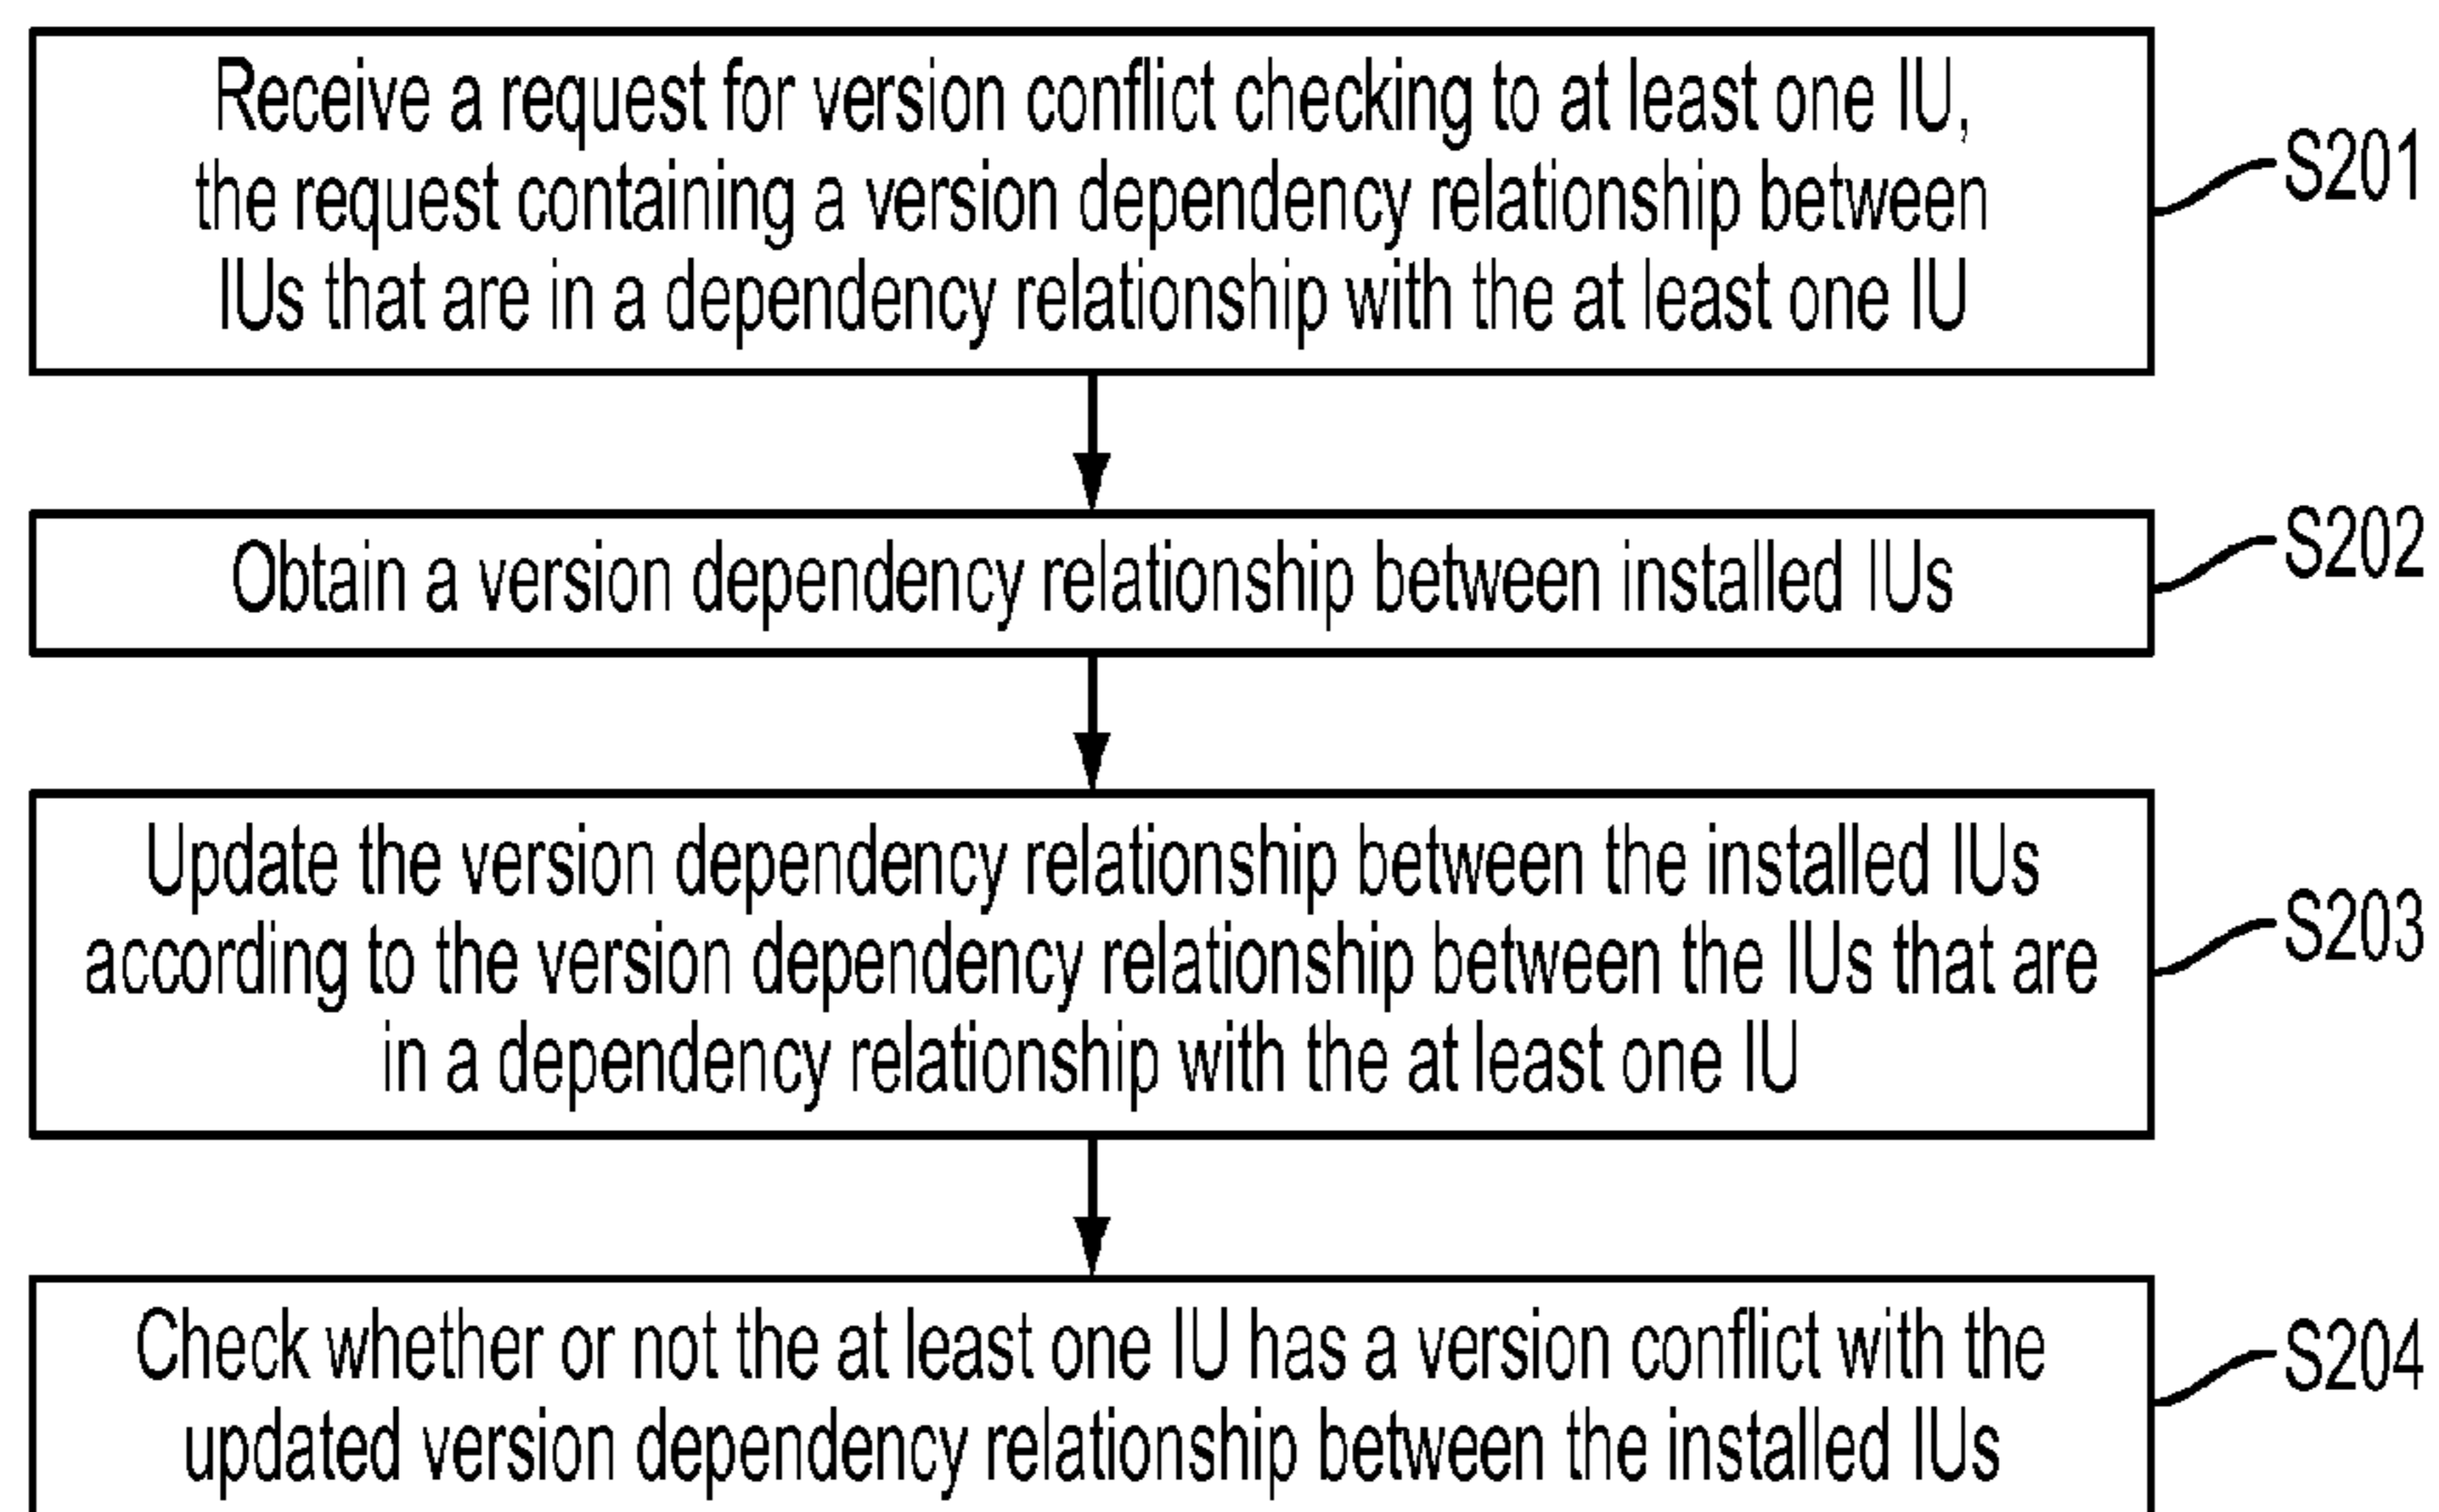 Receive a request for version conflict checking to at least one IU,
the request containing a version dependency relationship between
IUs that are in a dependency relationship with the at least one IU
S201
Obtain a version dependency relationship between installed IUs
S202
Update the version dependency relationship between the installed IUs
according to the version dependency relationship between the IUs that are
in a dependency relationship with the at least one IU
S203
Check whether or not the at least one IU has a version conflict with the
updated version dependency relationship between the installed IUs
S204